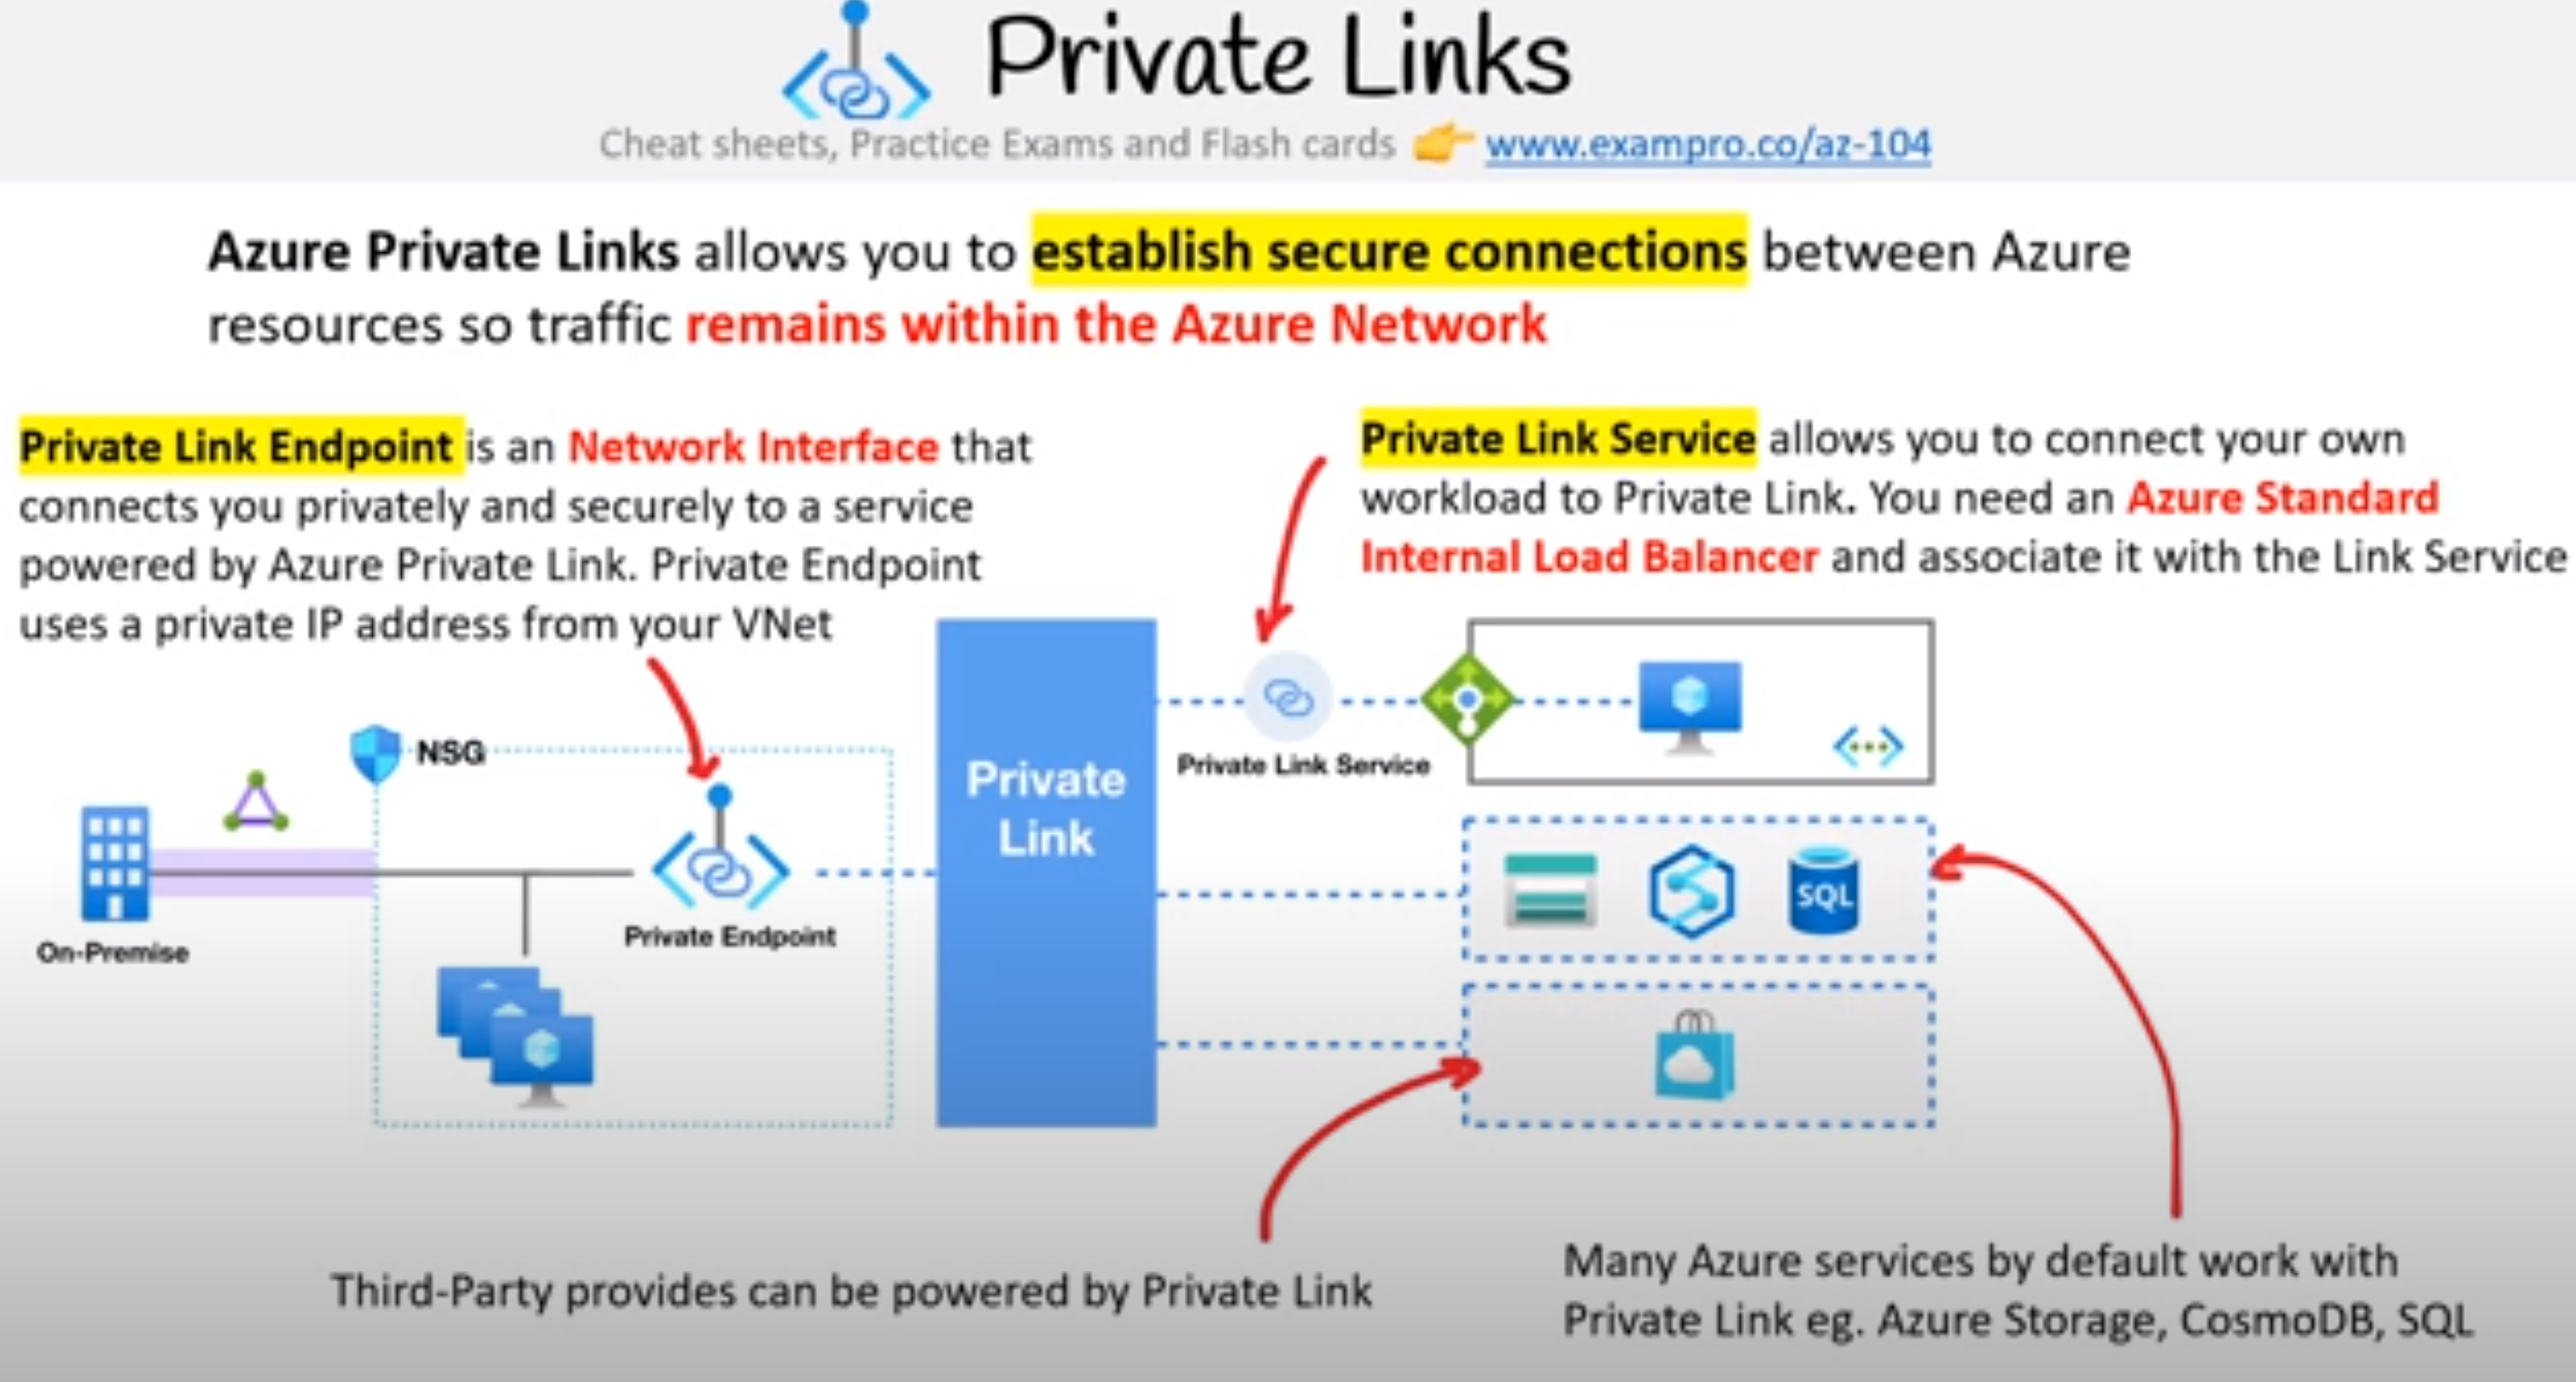 Private Links
Cheat sheets, Practice Exams and Flash cards 👉 www.exampro.co/az-104
Azure Private Links allows you to establish secure connections between Azure
resources so traffic remains within the Azure Network
Private Link Endpoint is an Network Interface that
connects you privately and securely to a service
powered by Azure Private Link. Private Endpoint
uses a private IP address from your VNet
Private Link Service allows you to connect your own
workload to Private Link. You need an Azure Standard
Internal Load Balancer and associate it with the Link Service
NSG
On-Premise
Private Endpoint
Private
Link
Private Link Service
SQL
Third-Party provides can be powered by Private Link
Many Azure services by default work with
Private Link eg. Azure Storage, CosmoDB, SQL